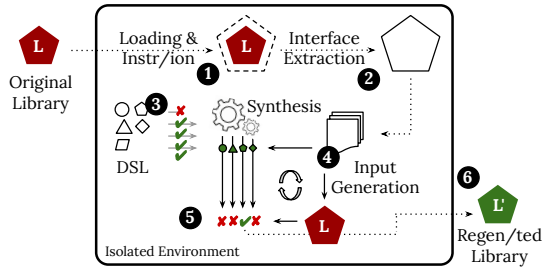 L
Original
Library
Loading &
Instr/ion
1
L
Interface
Extraction
2
3
DSL
Synthesis
4
Input
Generation
5
L
6
L'
Regen/ted
Library
Isolated Environment